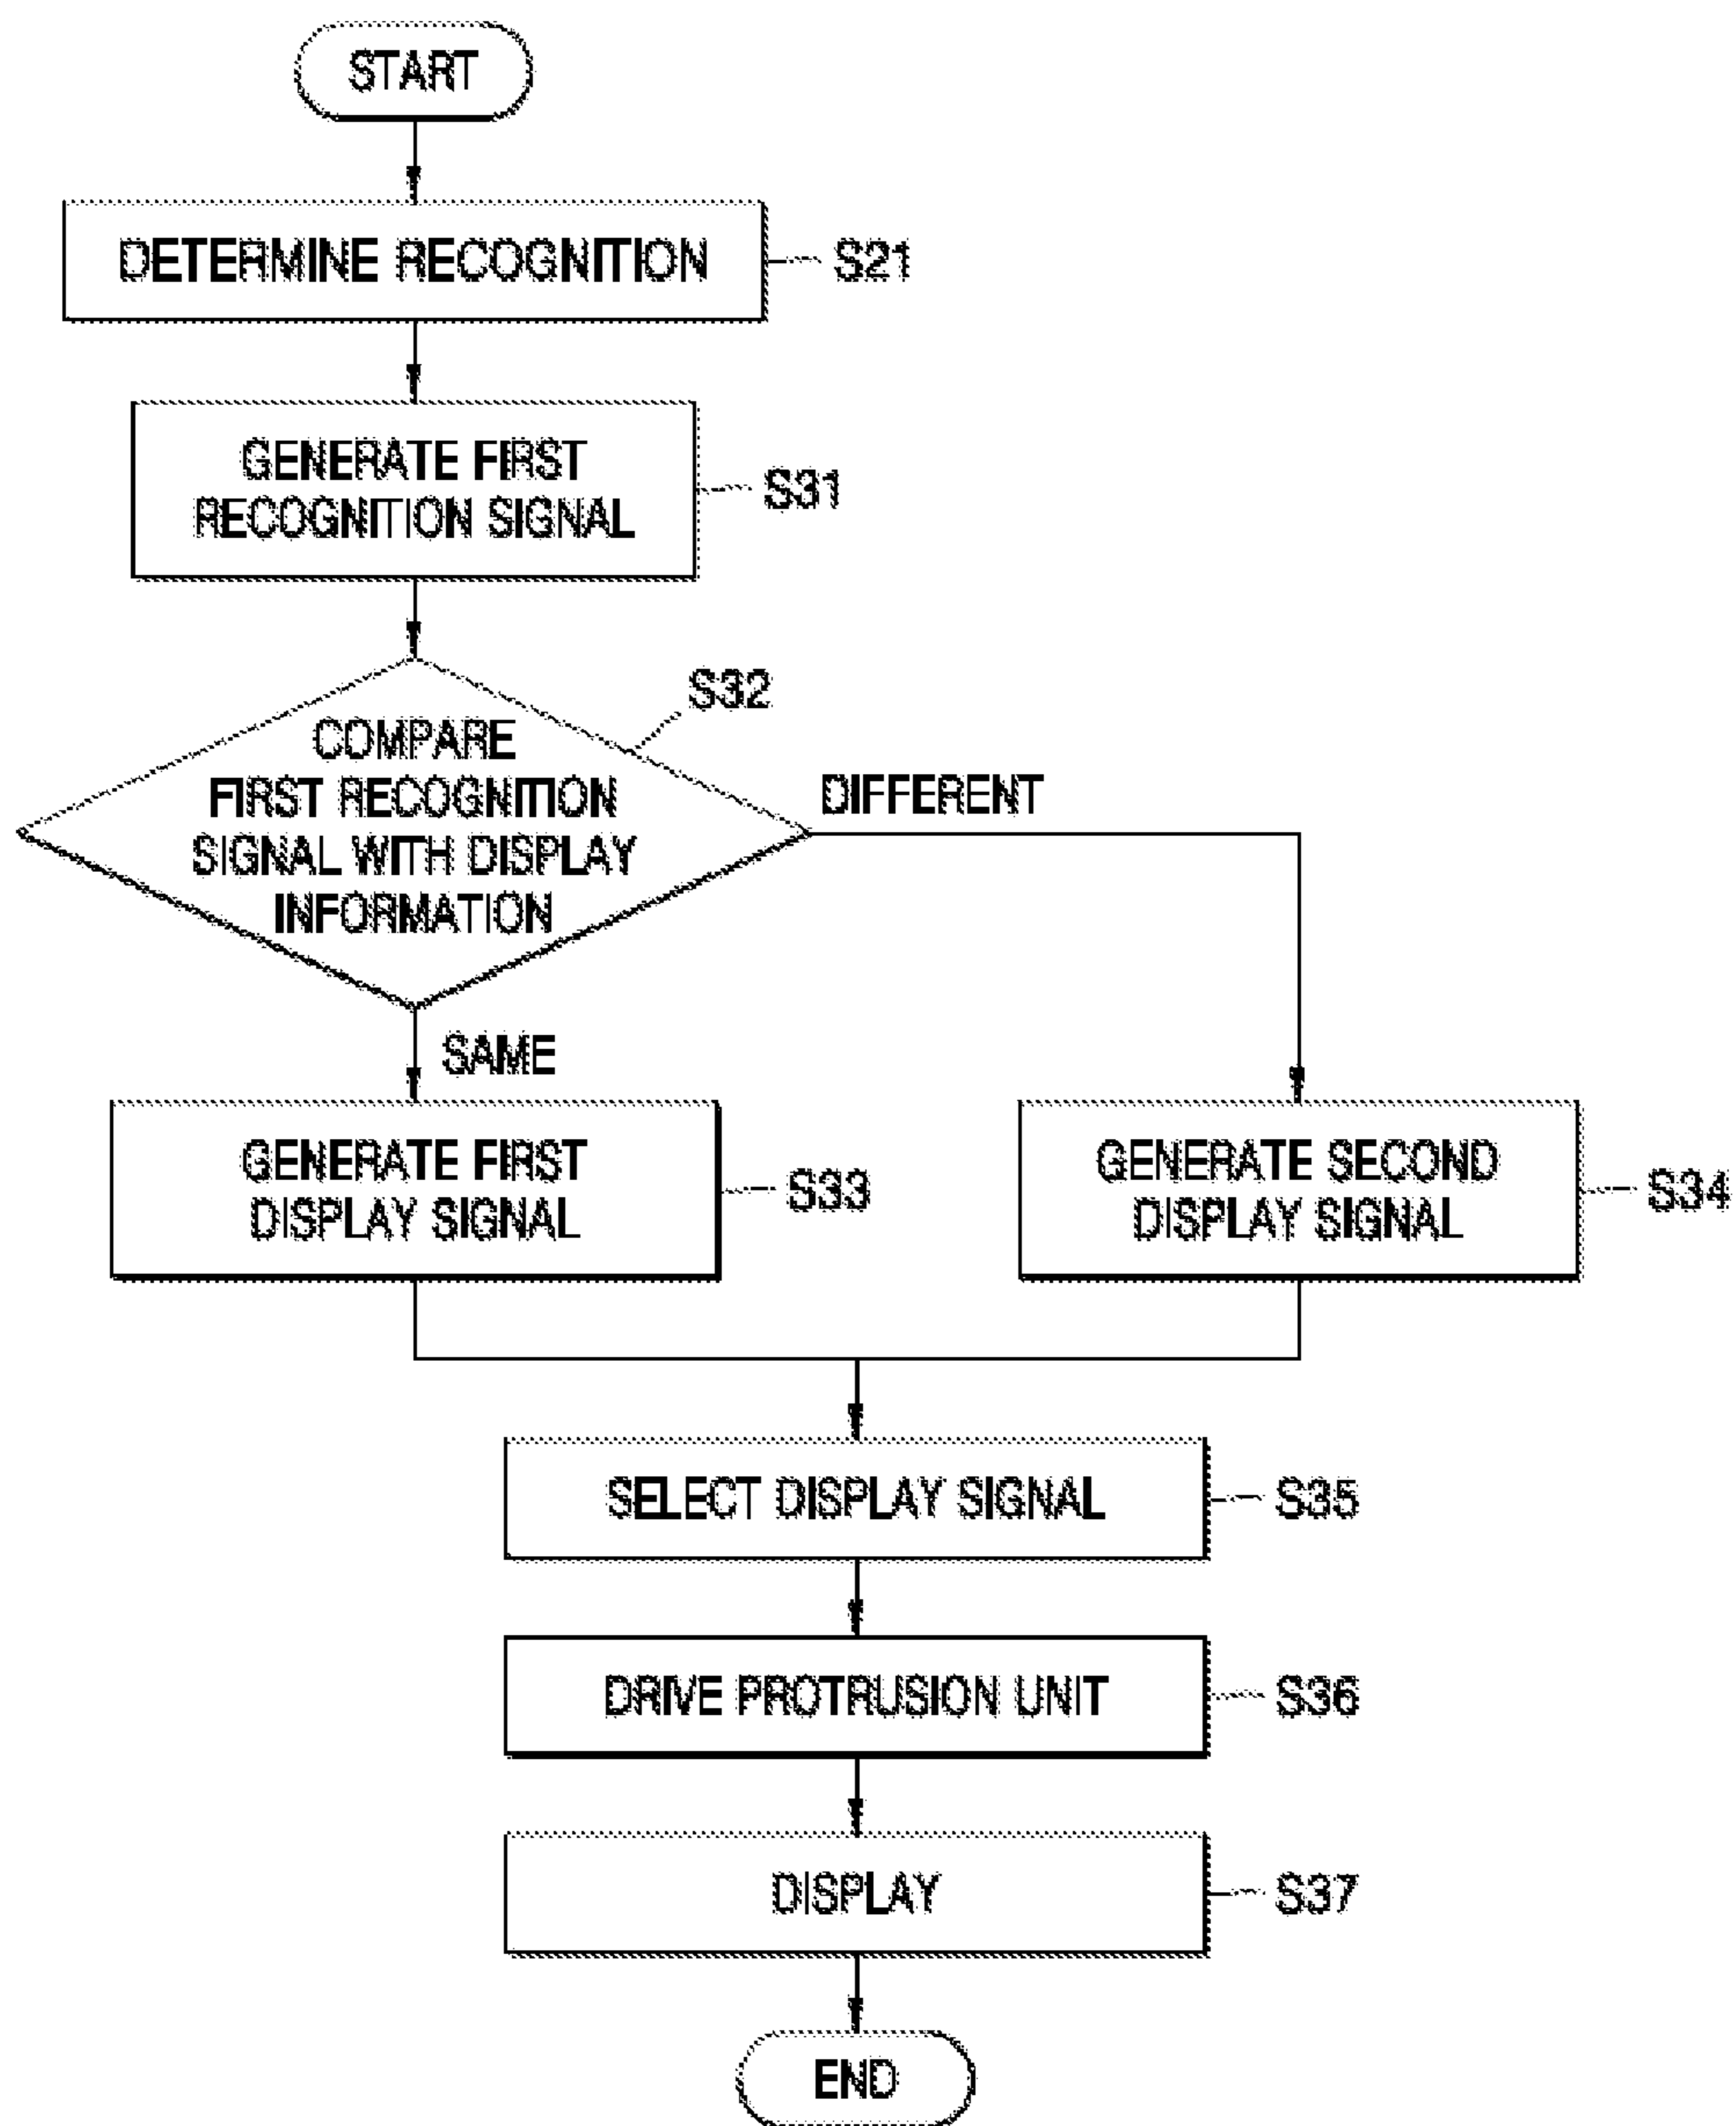 START
DETERMINE RECOGNITION
S21
GENERATE FIRST
RECOGNITION SIGNAL
S31
S32
COMPARE
FIRST RECOGNITION
SIGNAL WITH DISPLAY
INFORMATION
DIFFERENT
SAME
GENERATE FIRST
DISPLAY SIGNAL
S33
GENERATE SECOND
DISPLAY SIGNAL
S34
SELECT DISPLAY SIGNAL
S35
DRIVE PROTRUSION UNIT
S36
DISPLAY
S37
END